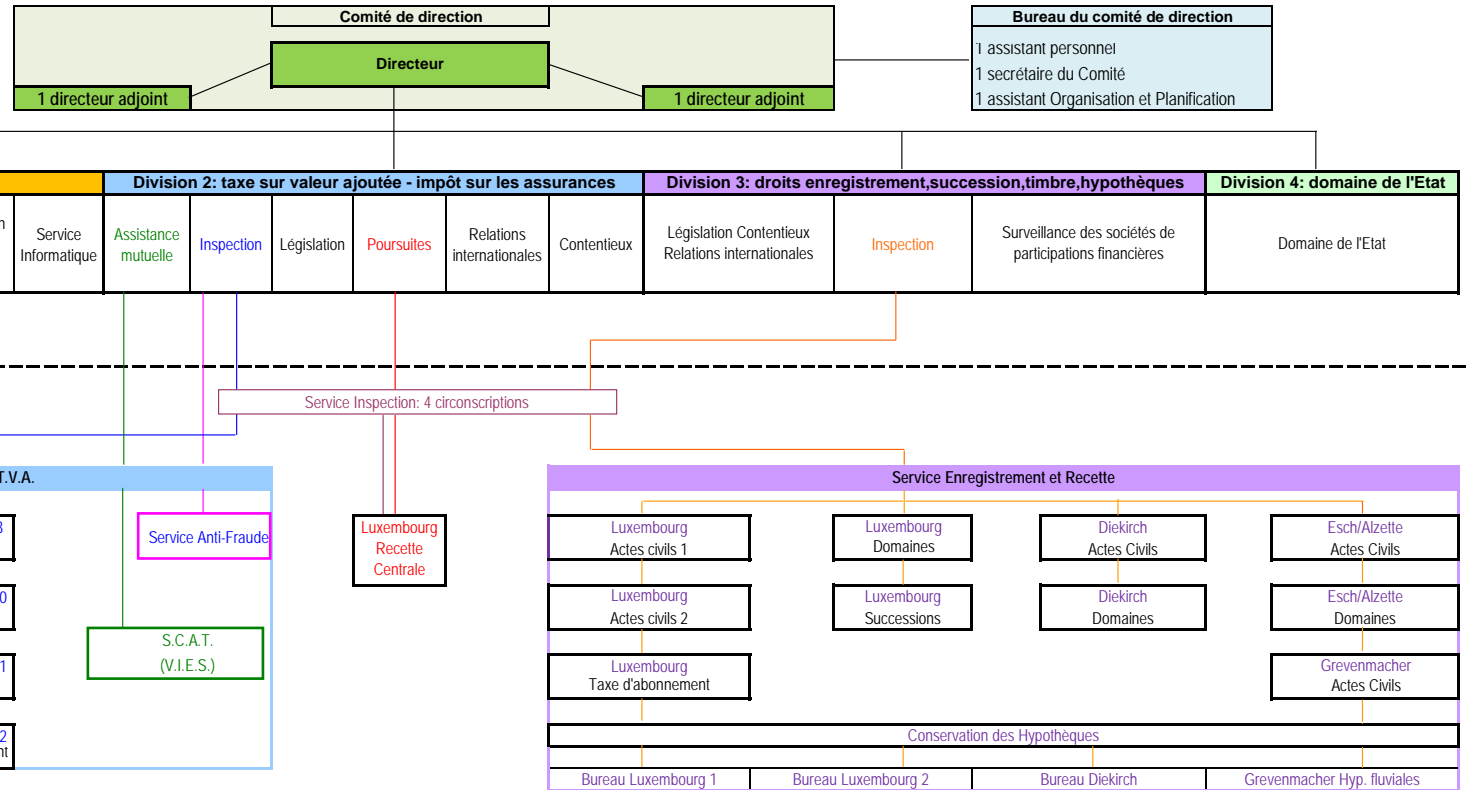 Comité de direction
Directeur
1 directeur adjoint
1 directeur adjoint
Bureau du comité de direction
1 assistant personnel
1 secrétaire du Comité
1 assistant Organisation et Planification
Division 2: taxe sur valeur ajoutée - impôt sur les assurances
Division 3: droits enregistrement,succession,timbre,hypothèques
Division 4: domaine de l'Etat
n
Service
Informatique
Assistance
mutuelle
Inspection
Législation
Poursuites
Relations
internationales
Contentieux
Législation Contentieux
Relations internationales
Inspection
Surveillance des sociétés de
participations financières
Domaine de l'Etat
Service Inspection: 4 circonscriptions
T.V.A.
3
0
1
2
nt
Service Anti-Fraude
S.C.A.T.
(V.I.E.S.)
Luxembourg
Recette
Centrale
Service Enregistrement et Recette
Luxembourg
Actes civils 1
Luxembourg
Domaines
Diekirch
Actes Civils
Esch/Alzette
Actes Civils
Luxembourg
Actes civils 2
Luxembourg
Successions
Diekirch
Domaines
Esch/Alzette
Domaines
Luxembourg
Taxe d'abonnement
Grevenmacher
Actes Civils
Conservation des Hypothèques
Bureau Luxembourg 1
Bureau Luxembourg 2
Bureau Diekirch
Grevenmacher Hyp. fluviales